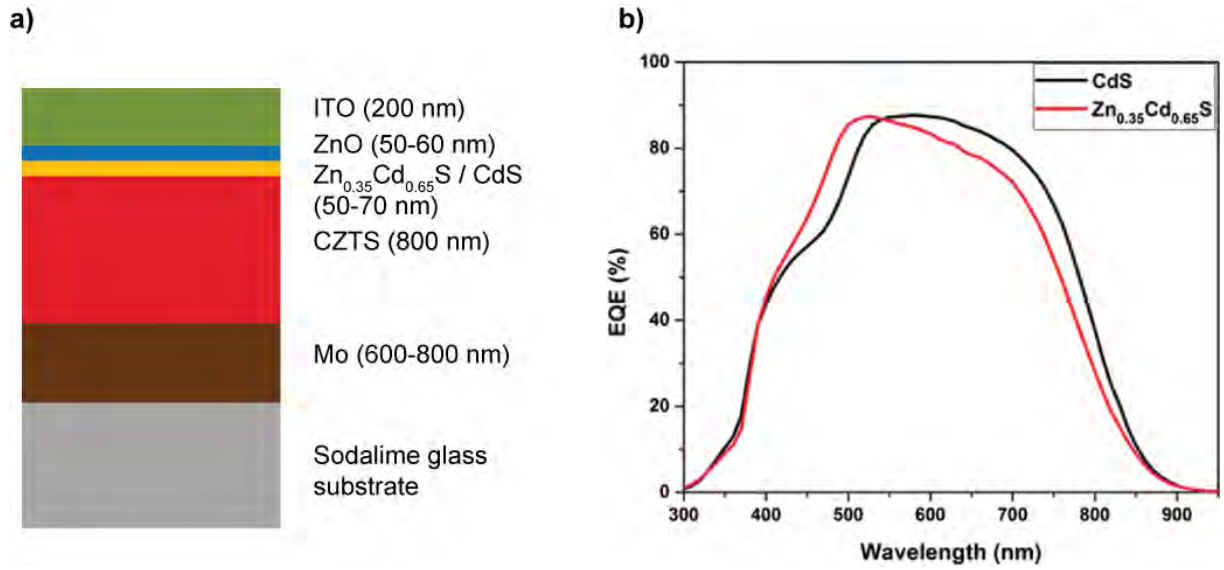 a)
ITO (200 nm)
ZnO (50-60 nm)
Zn0.35Cd0.65S / CdS
(50-70 nm)
CZTS (800 nm)
Mo (600-800 nm)
Sodalime glass
substrate
b)
100
80
60
40
20
0
EQE (%)
CdS
Zn0.35Cd0.65S
300 400 500 600 700 800 900
Wavelength (nm)